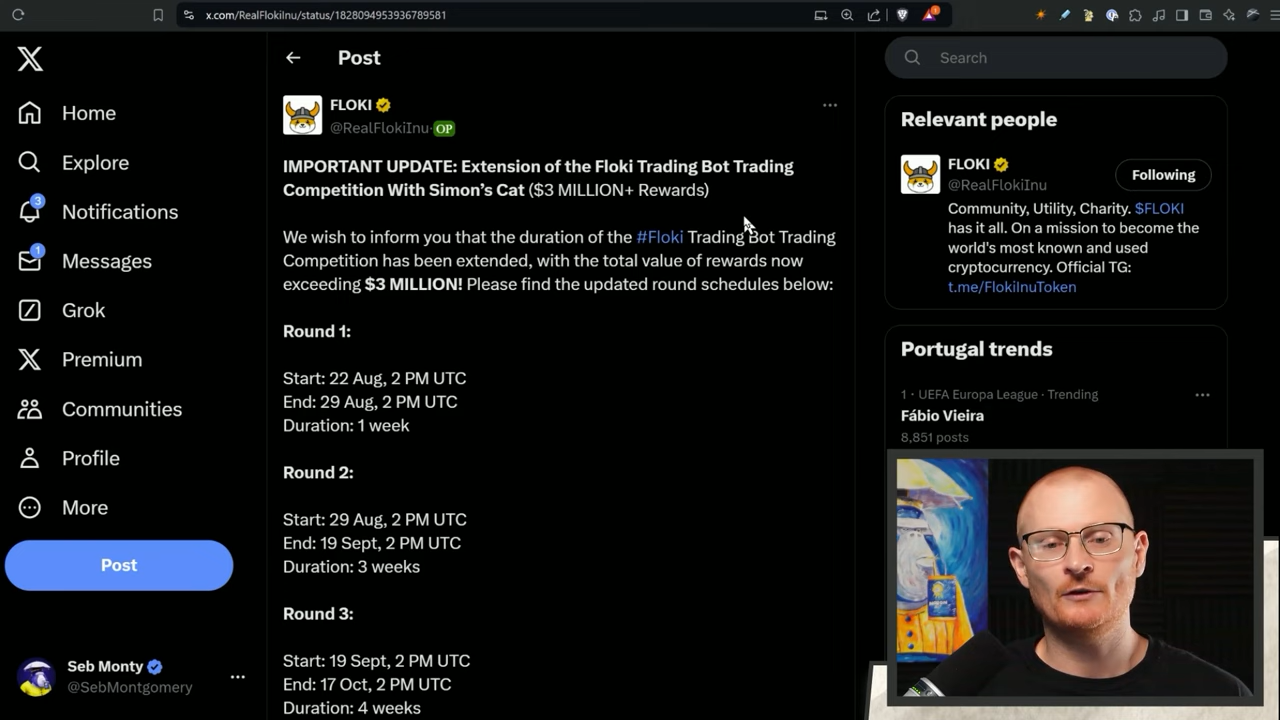 x.com/RealFlokiInu/status/1828094953936789581
Home
Explore
3
Notifications
1
Messages
Grok
Premium
Communities
Profile
More
Post
Seb Monty
@SebMontgomery
Post
FLOKI
@RealFlokiInu· OP
IMPORTANT UPDATE: Extension of the Floki Trading Bot Trading
Competition With Simon’s Cat ($3 MILLION+ Rewards)
We wish to inform you that the duration of the #Floki Trading Bot Trading
Competition has been extended, with the total value of rewards now
exceeding $3 MILLION! Please find the updated round schedules below:
Round 1:
Start: 22 Aug, 2 PM UTC
End: 29 Aug, 2 PM UTC
Duration: 1 week
Round 2:
Start: 29 Aug, 2 PM UTC
End: 19 Sept, 2 PM UTC
Duration: 3 weeks
Round 3:
Start: 19 Sept, 2 PM UTC
End: 17 Oct, 2 PM UTC
Duration: 4 weeks
Search
Relevant people
FLOKI
@RealFlokiInu
Following
Community, Utility, Charity. $FLOKI
has it all. On a mission to become the
world's most known and used
cryptocurrency. Official TG:
t.me/FlokiInuToken
Portugal trends
1 · UEFA Europa League · Trending
Fábio Vieira
8,851 posts